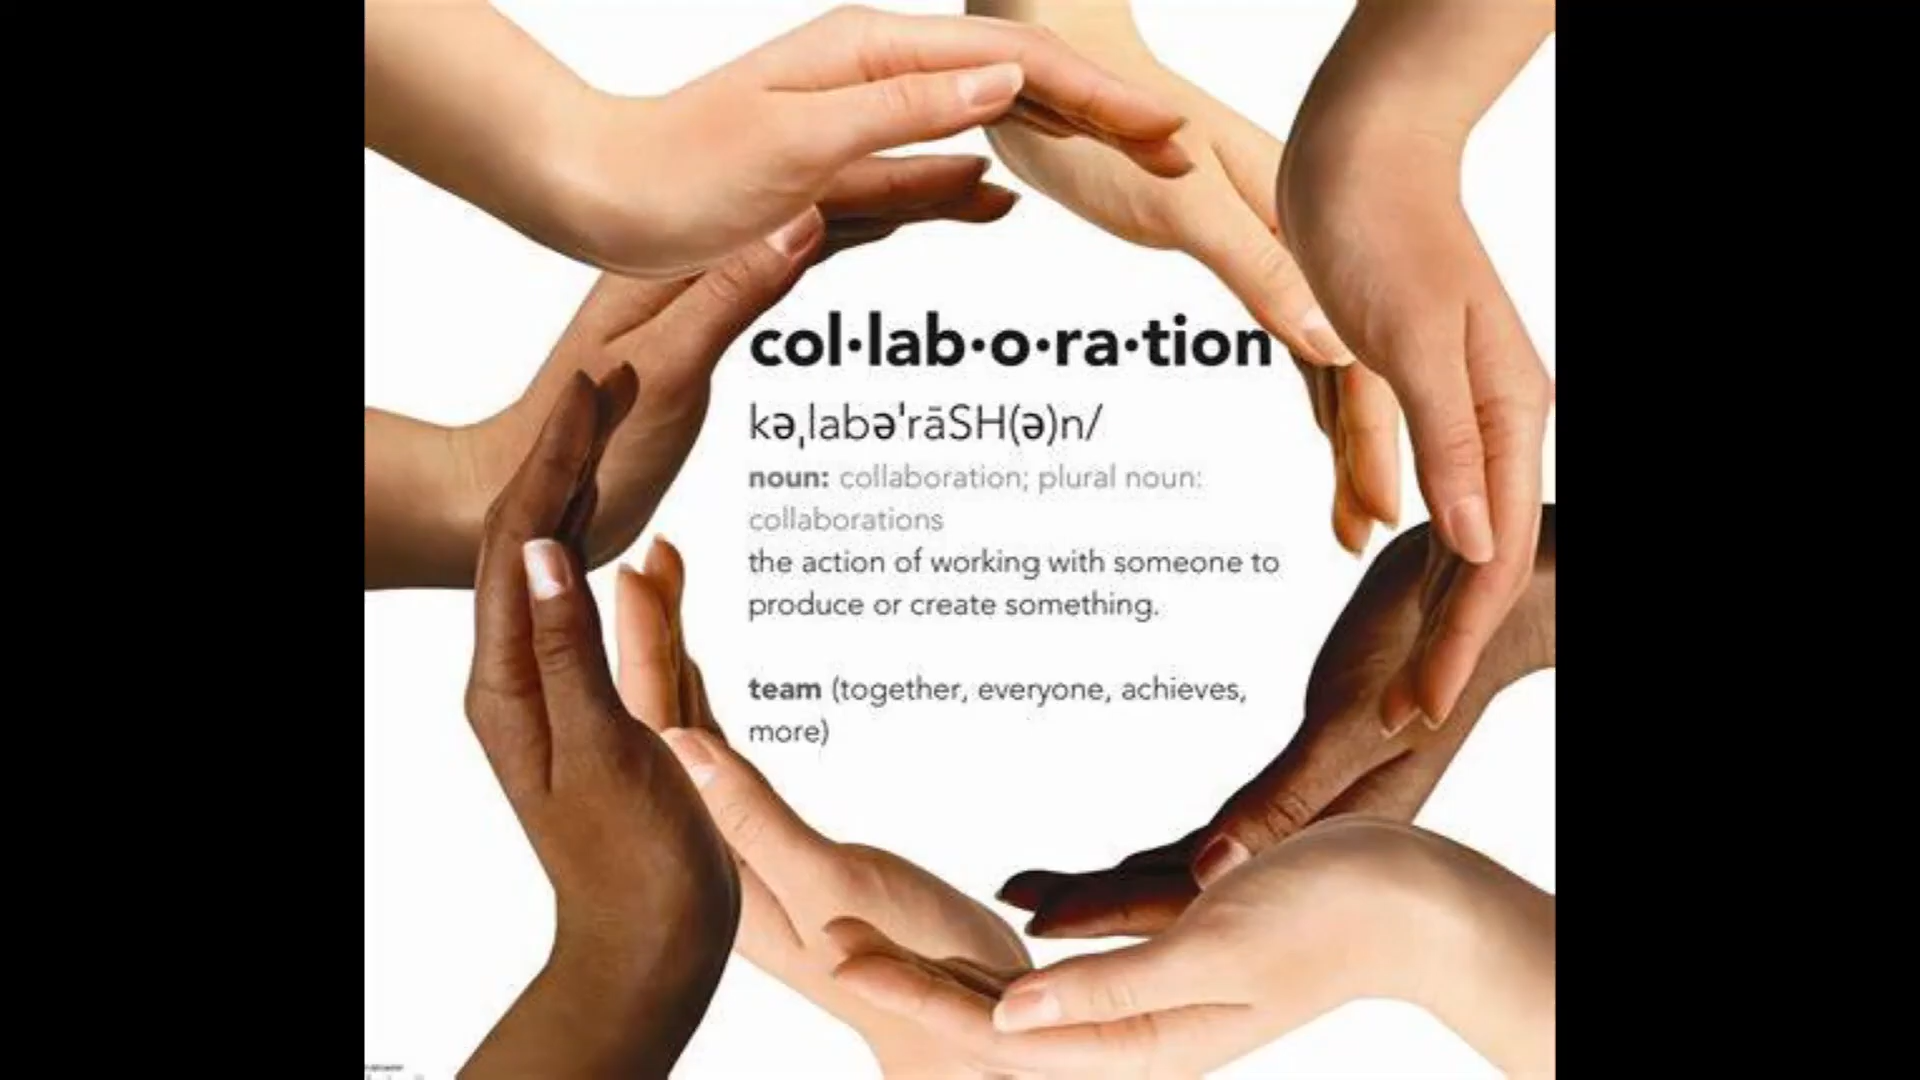 col·lab·o·ra·tion
kəˌlabəˈrāSH(ə)n/
noun: collaboration; plural noun:
collaborations
the action of working with someone to
produce or create something.
team (together, everyone, achieves,
more)